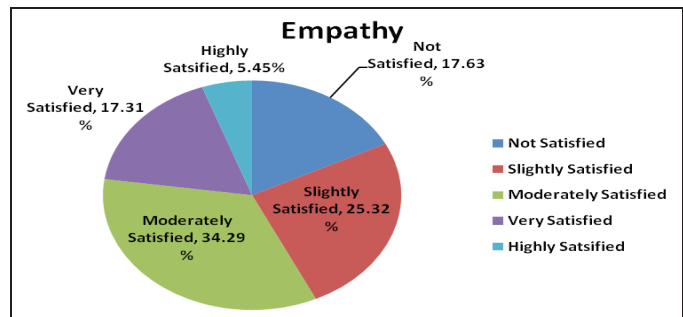 Empathy
Highly
Satsified, 5.45%
Not
Satisfied, 17.63
%
Very
Satisfied, 17.31
%
Slightly
Satisfied, 25.32
%
Moderately
Satisfied, 34.29
%
Not Satisfied
Slightly Satisfied
Moderately Satisfied
Very Satisfied
Highly Satsified